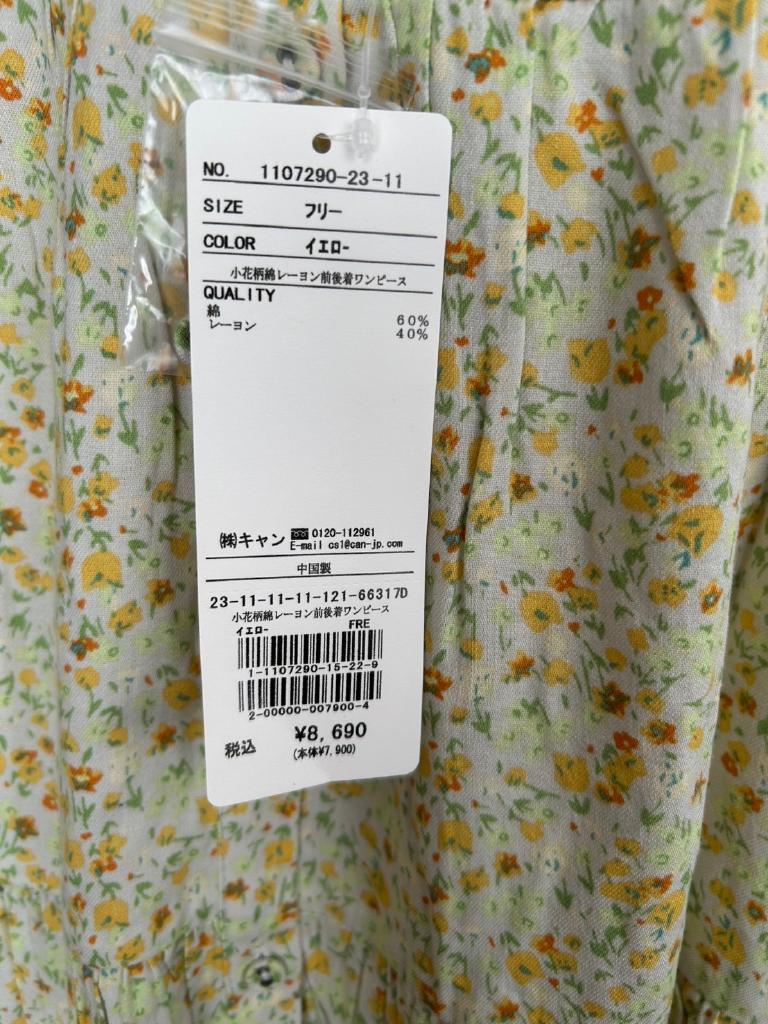 NO. 1107290-23-11
SIZE フリー
COLOR イエロー
小花柄綿レーヨン前後着ワンピース
QUALITY
綿 60%
レーヨン 40%
㈱キャン 0120-112961
E-mail cs1@can-jp.com
中国製
23-11-11-11-121-66317D
小花柄綿レーヨン前後着ワンピース
イエロー FRE
1-1107290-15-22-9
2-00000-007900-4
税込 ¥8,690
(本体¥7,900)